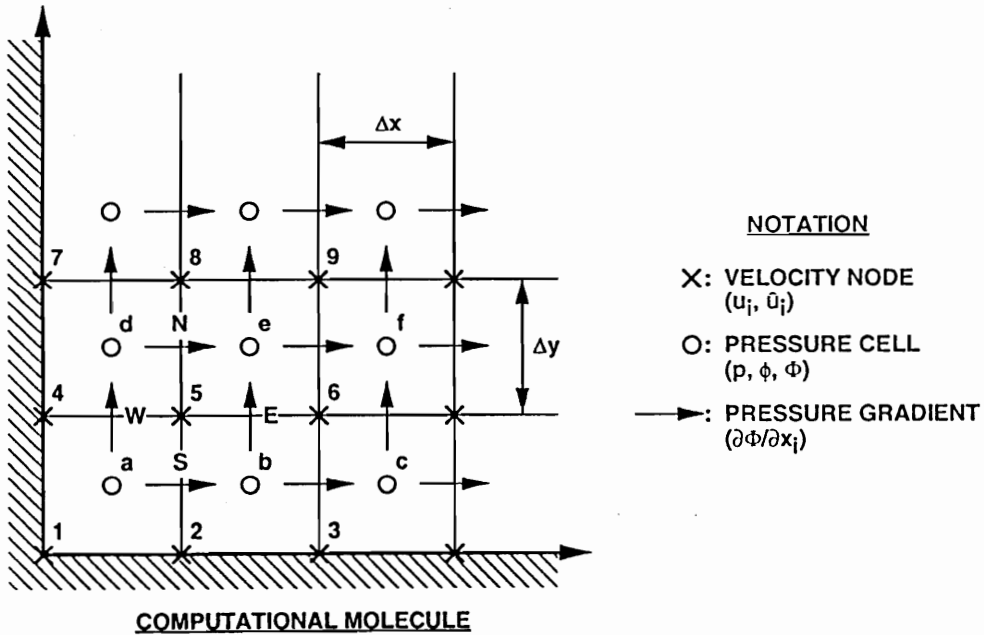 Δx
7 8 9
d N e f
Δy
4 5 6
W E
a S b c
1 2 3
COMPUTATIONAL MOLECULE
NOTATION
X: VELOCITY NODE
(uᵢ, ûᵢ)
O: PRESSURE CELL
(p, ϕ, Φ)
→: PRESSURE GRADIENT
(∂Φ/∂xᵢ)